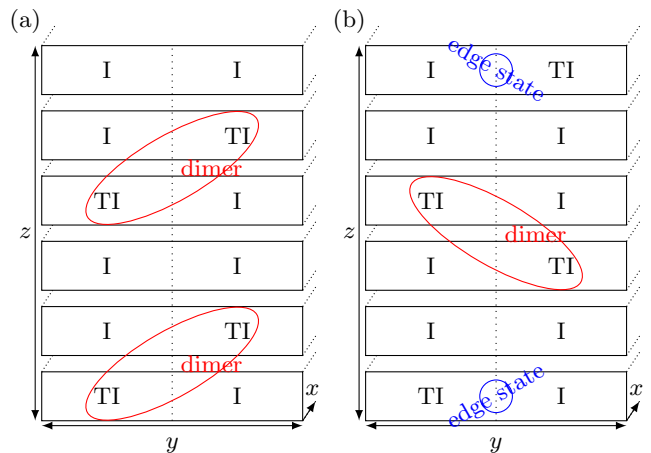 (a)
I I
I TI
dimer
TI I
z
I I
I TI
dimer
TI I
x
y
(b)
I edge state TI
I I
TI I
dimer
z
I TI
I I
TI edge state I
x
y